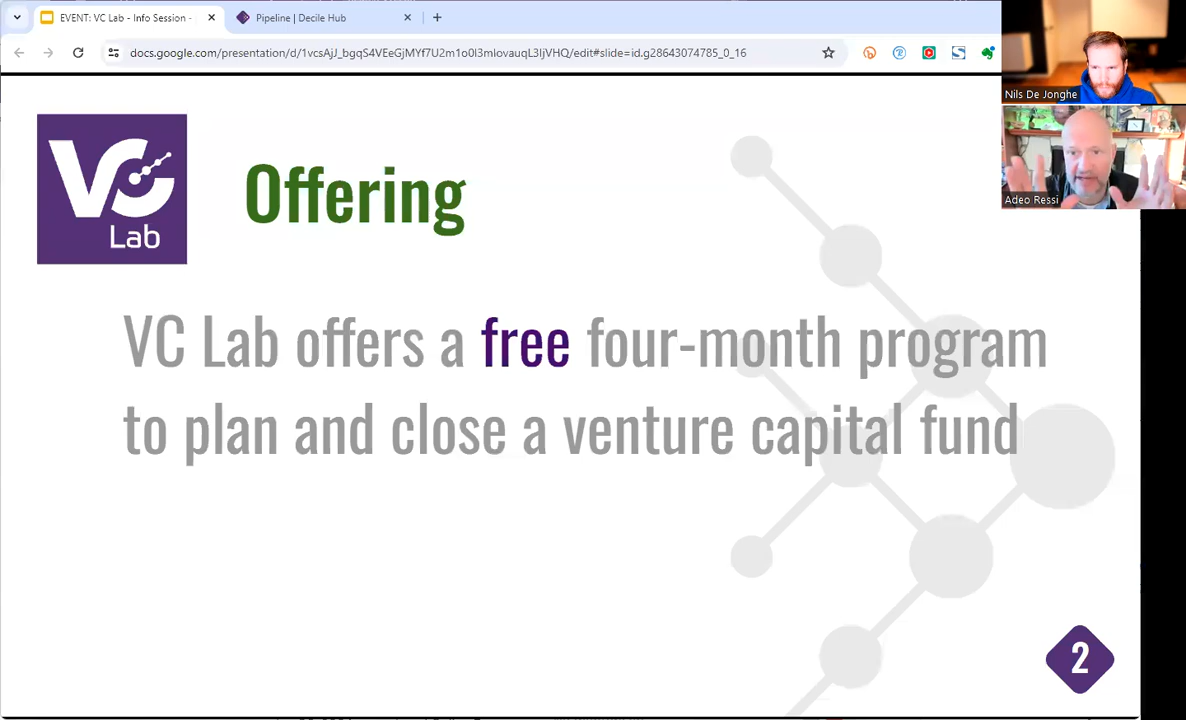 EVENT: VC Lab - Info Session -
Pipeline | Decile Hub
docs.google.com/presentation/d/1vcsAjJ_bgqS4VEeGiMYf7U2m1o0l3mIovauqL3IjVHQ/edit#slide=id.g28643074785_0_16
Nils De Jonghe
Adeo Ressi
VC
Lab
Offering
VC Lab offers a free four-month program
to plan and close a venture capital fund
2